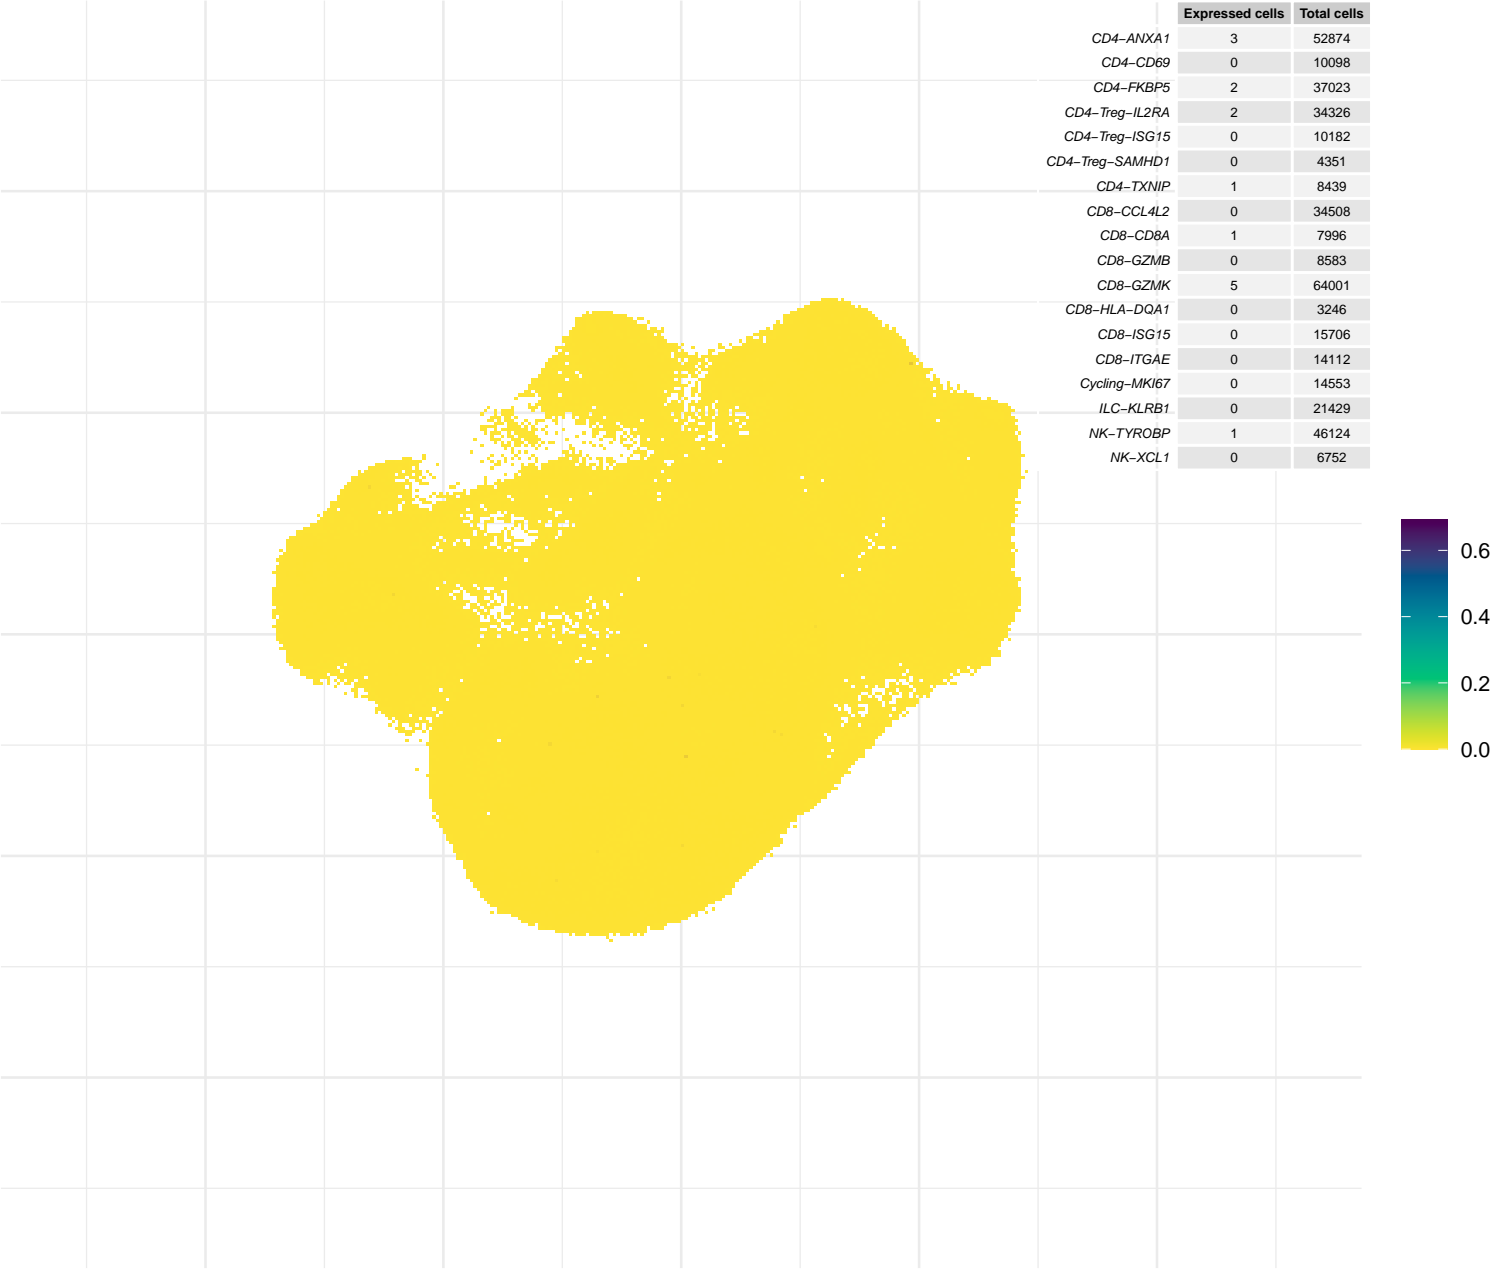 Expressed cells Total cells
CD4−ANXA1 3 52874
CD4−CD69 0 10098
CD4−FKBP5 2 37023
CD4−Treg−IL2RA 2 34326
CD4−Treg−ISG15 0 10182
CD4−Treg−SAMHD1 0 4351
CD4−TXNIP 1 8439
CD8−CCL4L2 0 34508
CD8−CD8A 1 7996
CD8−GZMB 0 8583
CD8−GZMK 5 64001
CD8−HLA−DQA1 0 3246
CD8−ISG15 0 15706
CD8−ITGAE 0 14112
Cycling−MKI67 0 14553
ILC−KLRB1 0 21429
NK−TYROBP 1 46124
NK−XCL1 0 6752
0.6
0.4
0.2
0.0